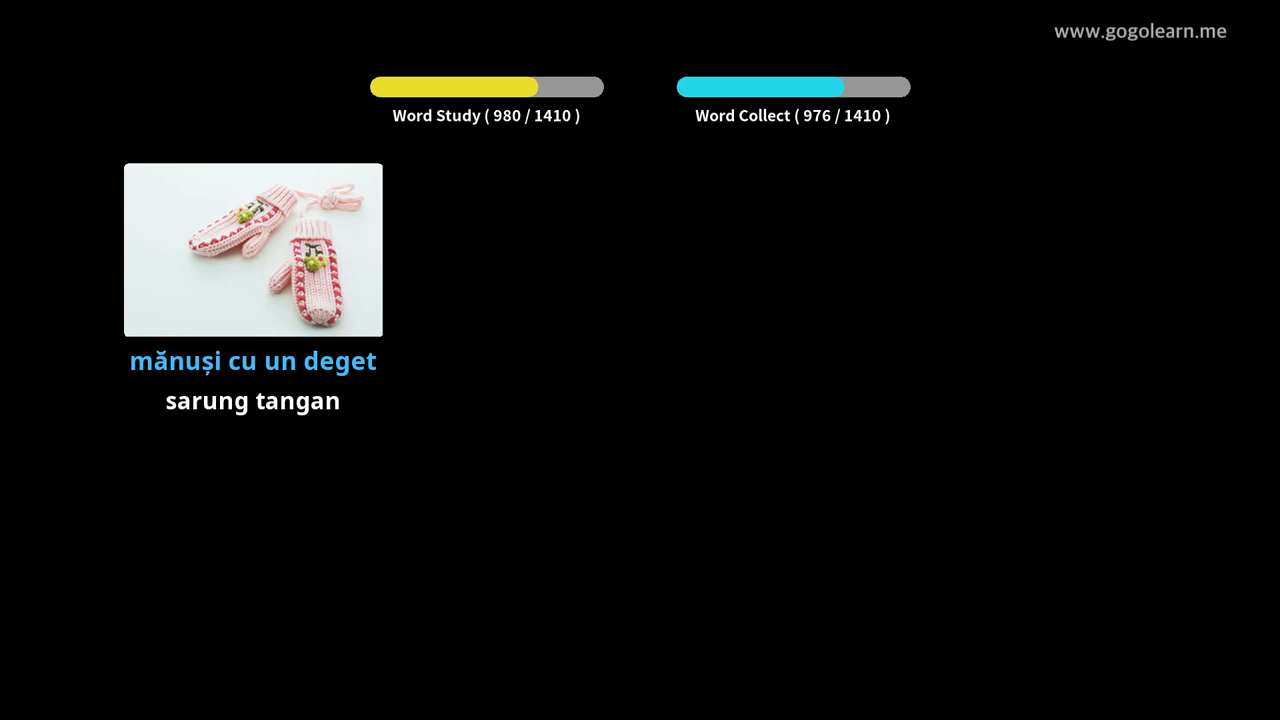 www.gogolearn.me
Word Study ( 980 / 1410 )
Word Collect ( 976 / 1410 )
mănuși cu un deget
sarung tangan